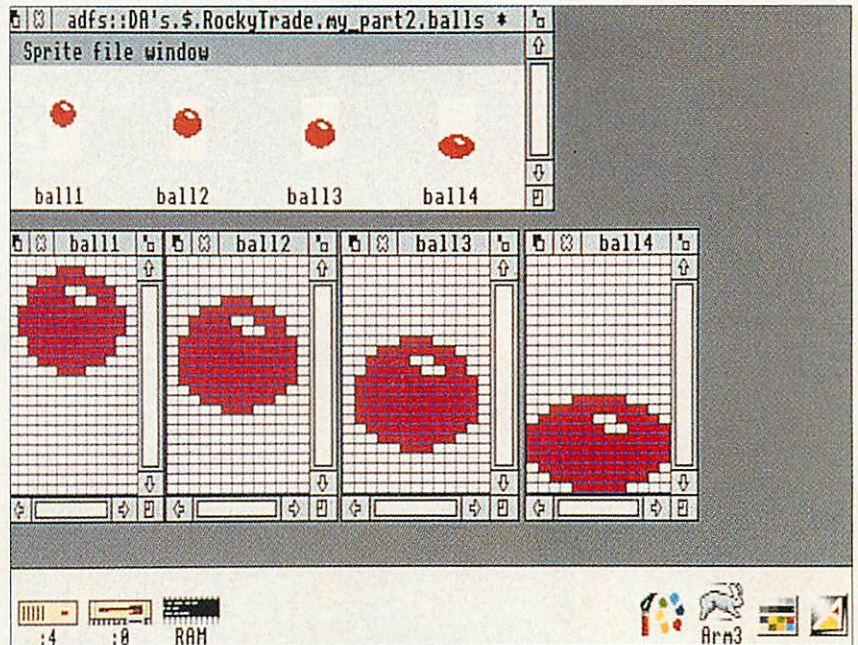 adfs::DA's.$.RockyTrade.my_part2.balls *
Sprite file window
ball1 ball2 ball3 ball4
ball1 ball2 ball3 ball4
:4 :0 RAM Arm3